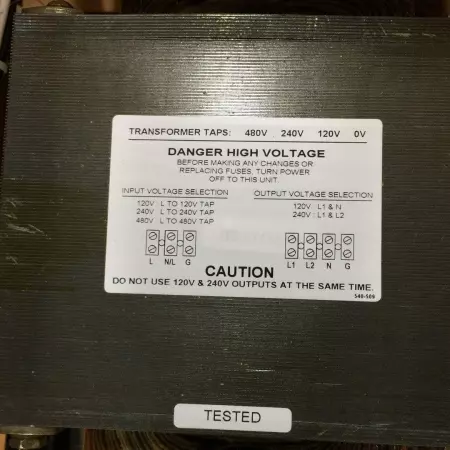 TRANSFORMER TAPS: 480V 240V 120V 0V
DANGER HIGH VOLTAGE
BEFORE MAKING ANY CHANGES OR
REPLACING FUSES, TURN POWER
OFF TO THIS UNIT.
INPUT VOLTAGE SELECTION
120V : L TO 120V TAP
240V : L TO 240V TAP
480V : L TO 480V TAP
L N/L G
OUTPUT VOLTAGE SELECTION
120V : L1 & N
240V : L1 & L2
L1 L2 N G
CAUTION
DO NOT USE 120V & 240V OUTPUTS AT THE SAME TIME.
540-509
TESTED